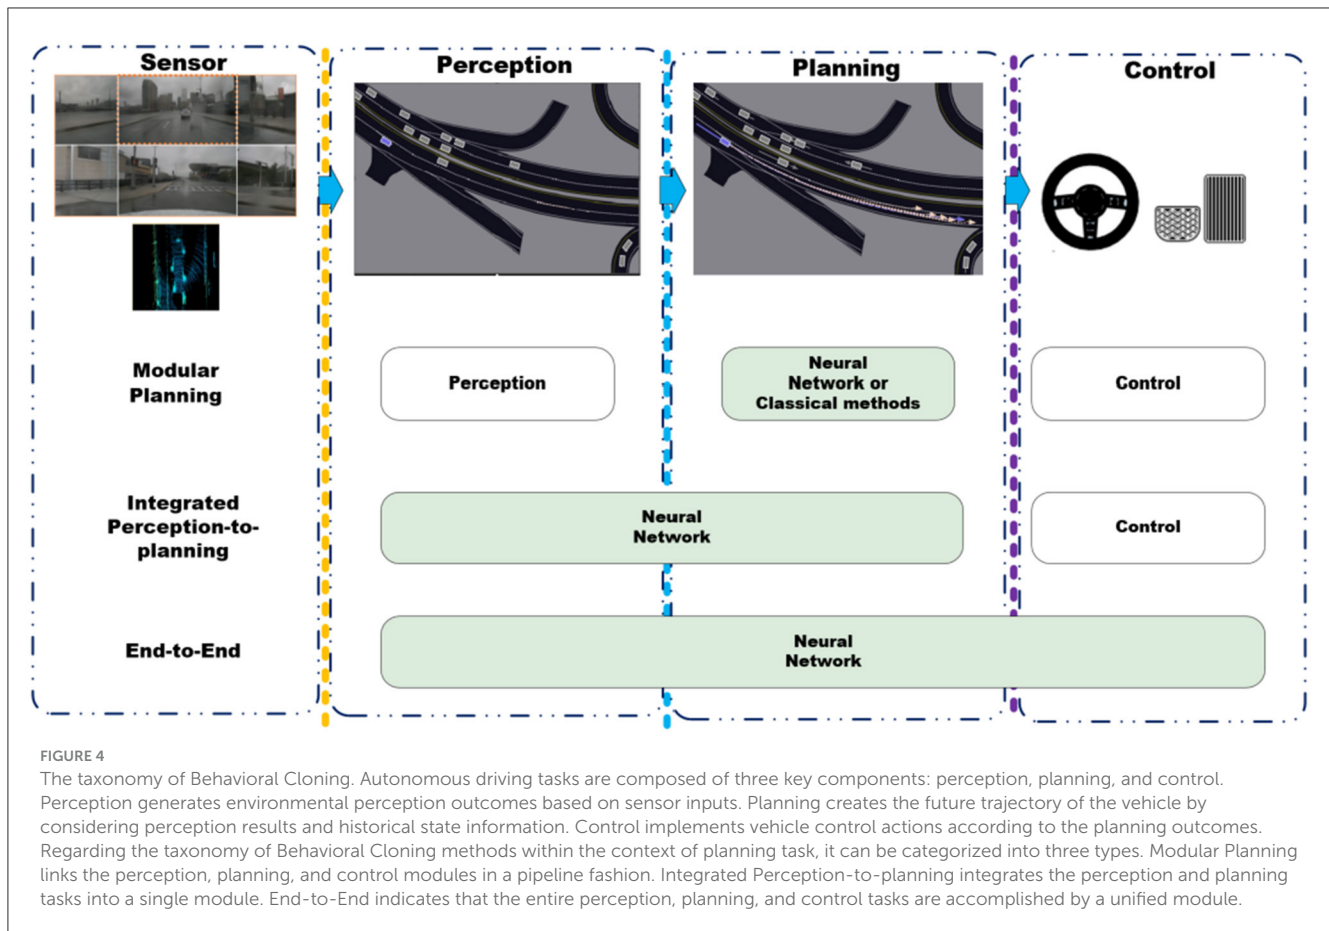 Sensor
Perception
Planning
Control
Modular
Planning
Perception
Neural
Network or
Classical methods
Control
Integrated
Perception-to-
planning
Neural
Network
Control
End-to-End
Neural
Network
FIGURE 4
The taxonomy of Behavioral Cloning. Autonomous driving tasks are composed of three key components: perception, planning, and control.
Perception generates environmental perception outcomes based on sensor inputs. Planning creates the future trajectory of the vehicle by
considering perception results and historical state information. Control implements vehicle control actions according to the planning outcomes.
Regarding the taxonomy of Behavioral Cloning methods within the context of planning task, it can be categorized into three types. Modular Planning
links the perception, planning, and control modules in a pipeline fashion. Integrated Perception-to-planning integrates the perception and planning
tasks into a single module. End-to-End indicates that the entire perception, planning, and control tasks are accomplished by a unified module.